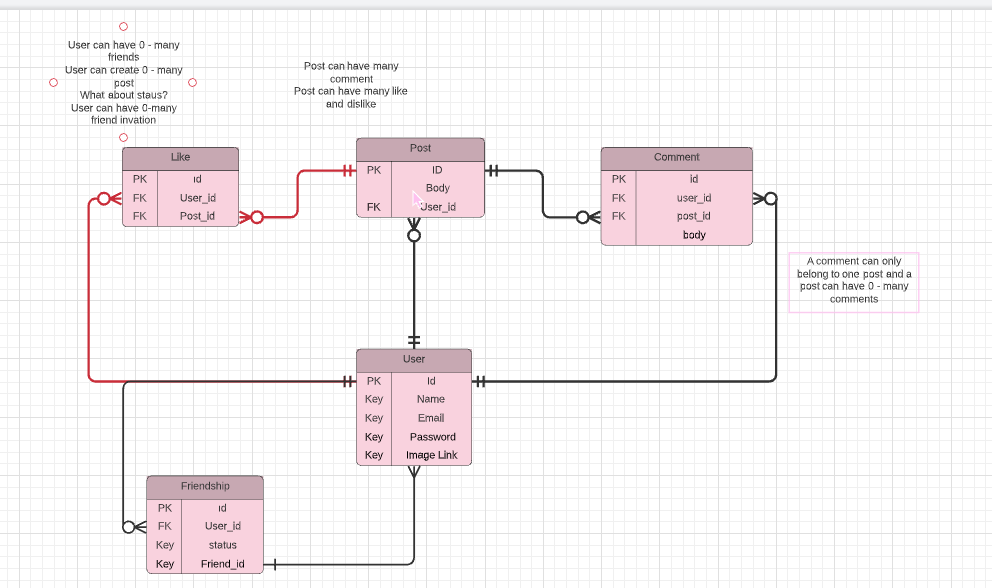 User can have 0 - many
friends
User can create 0 - many
post
What about staus?
User can have 0-many
friend invation
Post can have many
comment
Post can have many like
and dislike
Like
PK id
FK User_id
FK Post_id
Post
PK ID
Body
FK User_id
Comment
PK id
FK user_id
FK post_id
body
A comment can only
belong to one post and a
post can have 0 - many
comments
User
PK Id
Key Name
Key Email
Key Password
Key Image Link
Friendship
PK id
FK User_id
Key status
Key Friend_id